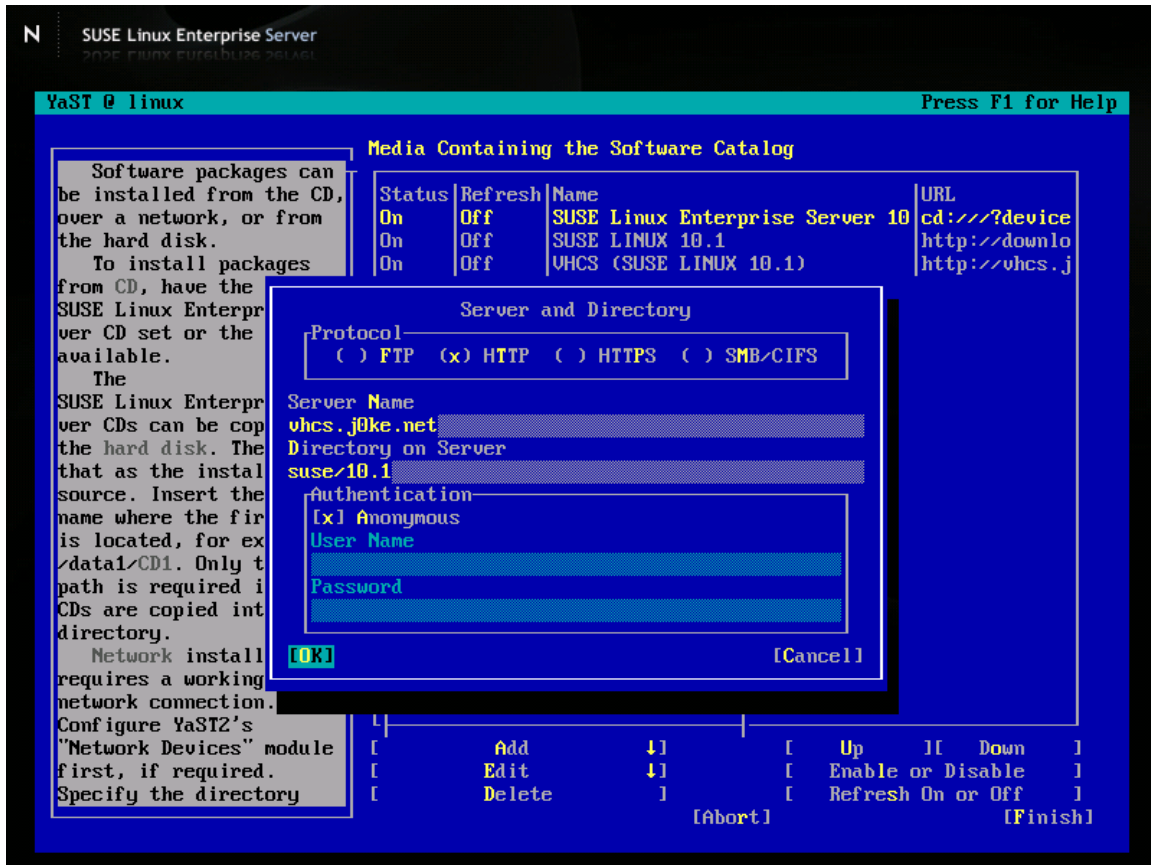 N SUSE Linux Enterprise Server
YaST @ linux Press F1 for Help
Media Containing the Software Catalog
Status Refresh Name URL
On Off SUSE Linux Enterprise Server 10 cd:///?device
On Off SUSE LINUX 10.1 http://downlo
On Off VHCS (SUSE LINUX 10.1) http://vhcs.j
Software packages can
be installed from the CD,
over a network, or from
the hard disk.
To install packages
from CD, have the
SUSE Linux Enterpr
ver CD set or the
available.
The
SUSE Linux Enterpr
ver CDs can be cop
the hard disk. The
that as the instal
source. Insert the
name where the fir
is located, for ex
/data1/CD1. Only t
path is required i
CDs are copied int
directory.
Network install
requires a working
network connection.
Configure YaST2's
"Network Devices" module
first, if required.
Specify the directory
Server and Directory
Protocol
( ) FTP (x) HTTP ( ) HTTPS ( ) SMB/CIFS
Server Name
vhcs.j0ke.net
Directory on Server
suse/10.1
Authentication
[x] Anonymous
User Name
Password
[OK] [Cancel]
[ Add ↓] [ Up ][ Down ]
[ Edit ↓] [ Enable or Disable ]
[ Delete ] [ Refresh On or Off ]
[Abort] [Finish]